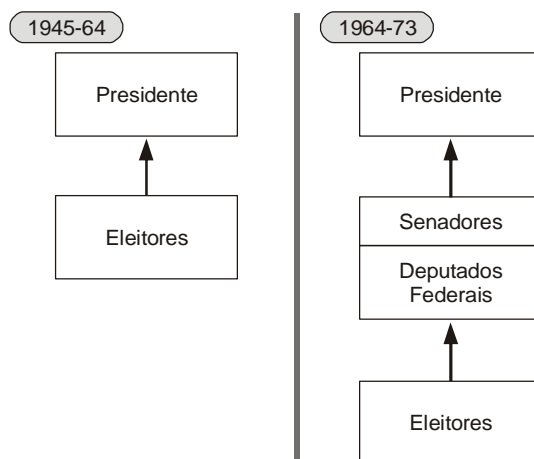 1945-64
Presidente
Eleitores
1964-73
Presidente
Senadores
Deputados
Federais
Eleitores